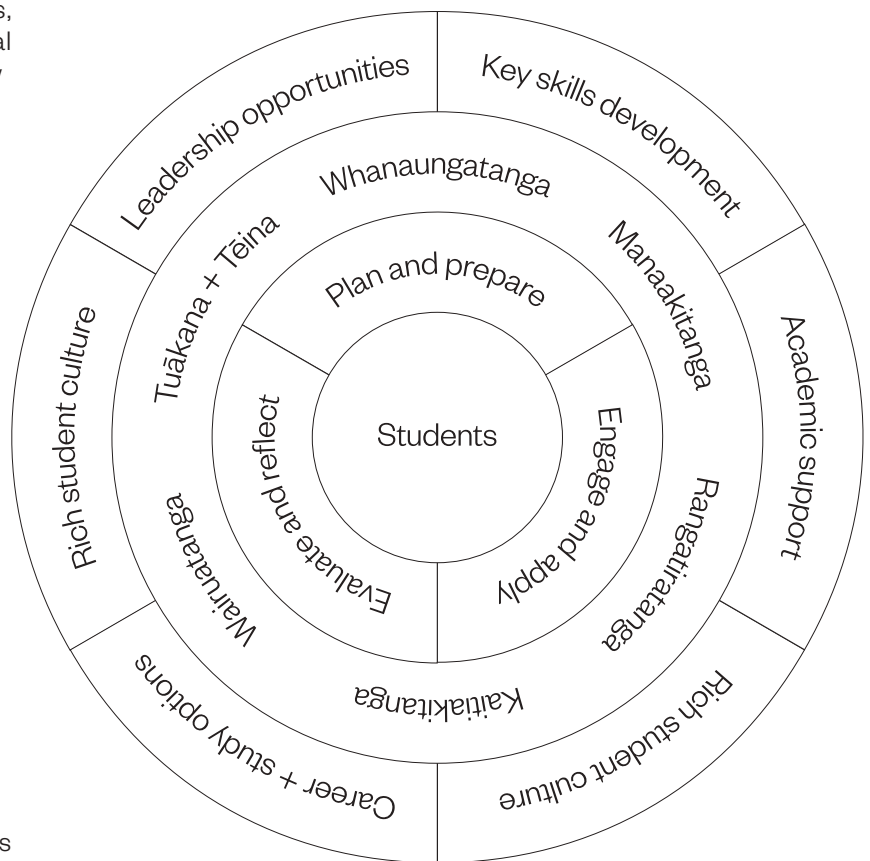 s,
al
Leadership opportunities
Key skills development
Academic support
Rich student culture
Career + study options
Rich student culture
Whanaungatanga
Manaakitanga
Rangatiratanga
Kaitiakitanga
Wairuatanga
Tuākana + Tēina
Plan and prepare
Engage and apply
Evaluate and reflect
Students
s